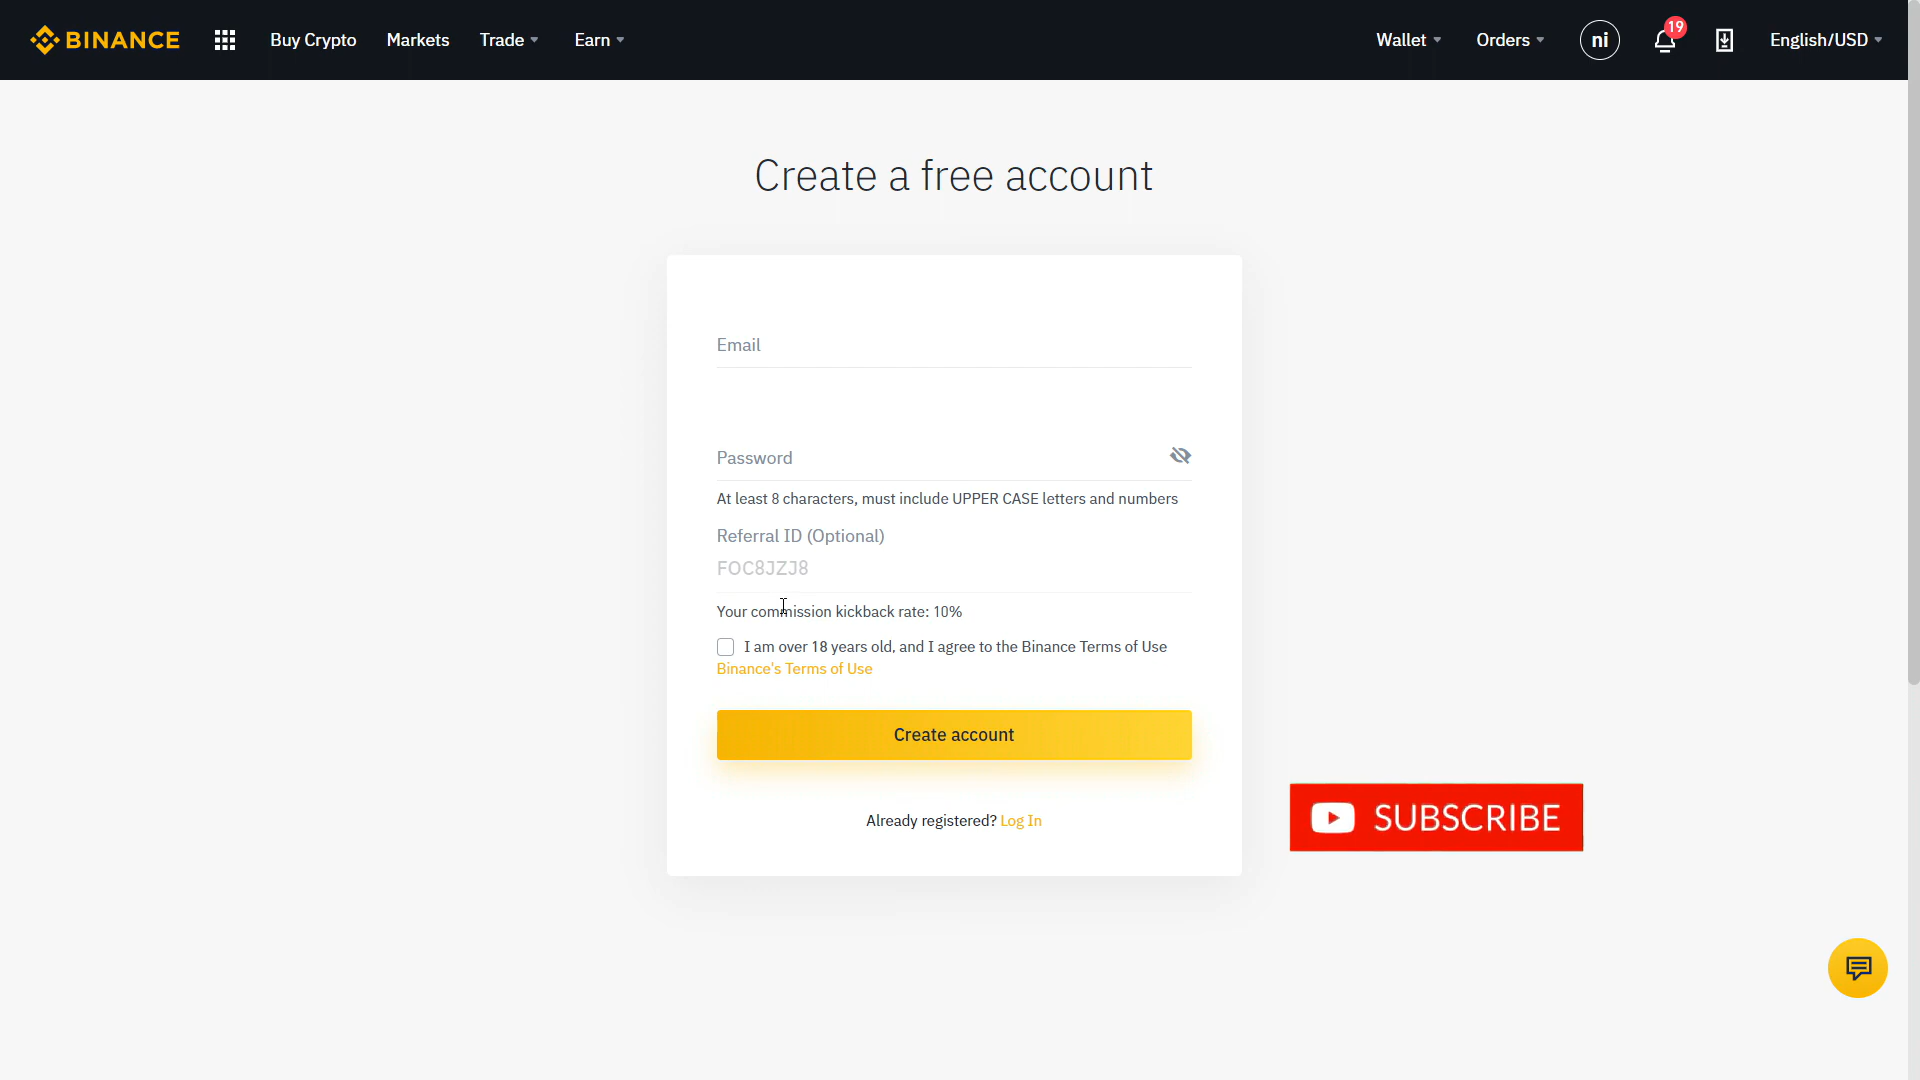 BINANCE Buy Crypto Markets Trade Earn Wallet Orders ni 19 English/USD
Create a free account
Email
Password
At least 8 characters, must include UPPER CASE letters and numbers
Referral ID (Optional)
FOC8JZJ8
Your commission kickback rate: 10%
I am over 18 years old, and I agree to the Binance Terms of Use
Binance's Terms of Use
Create account
Already registered? Log In
SUBSCRIBE